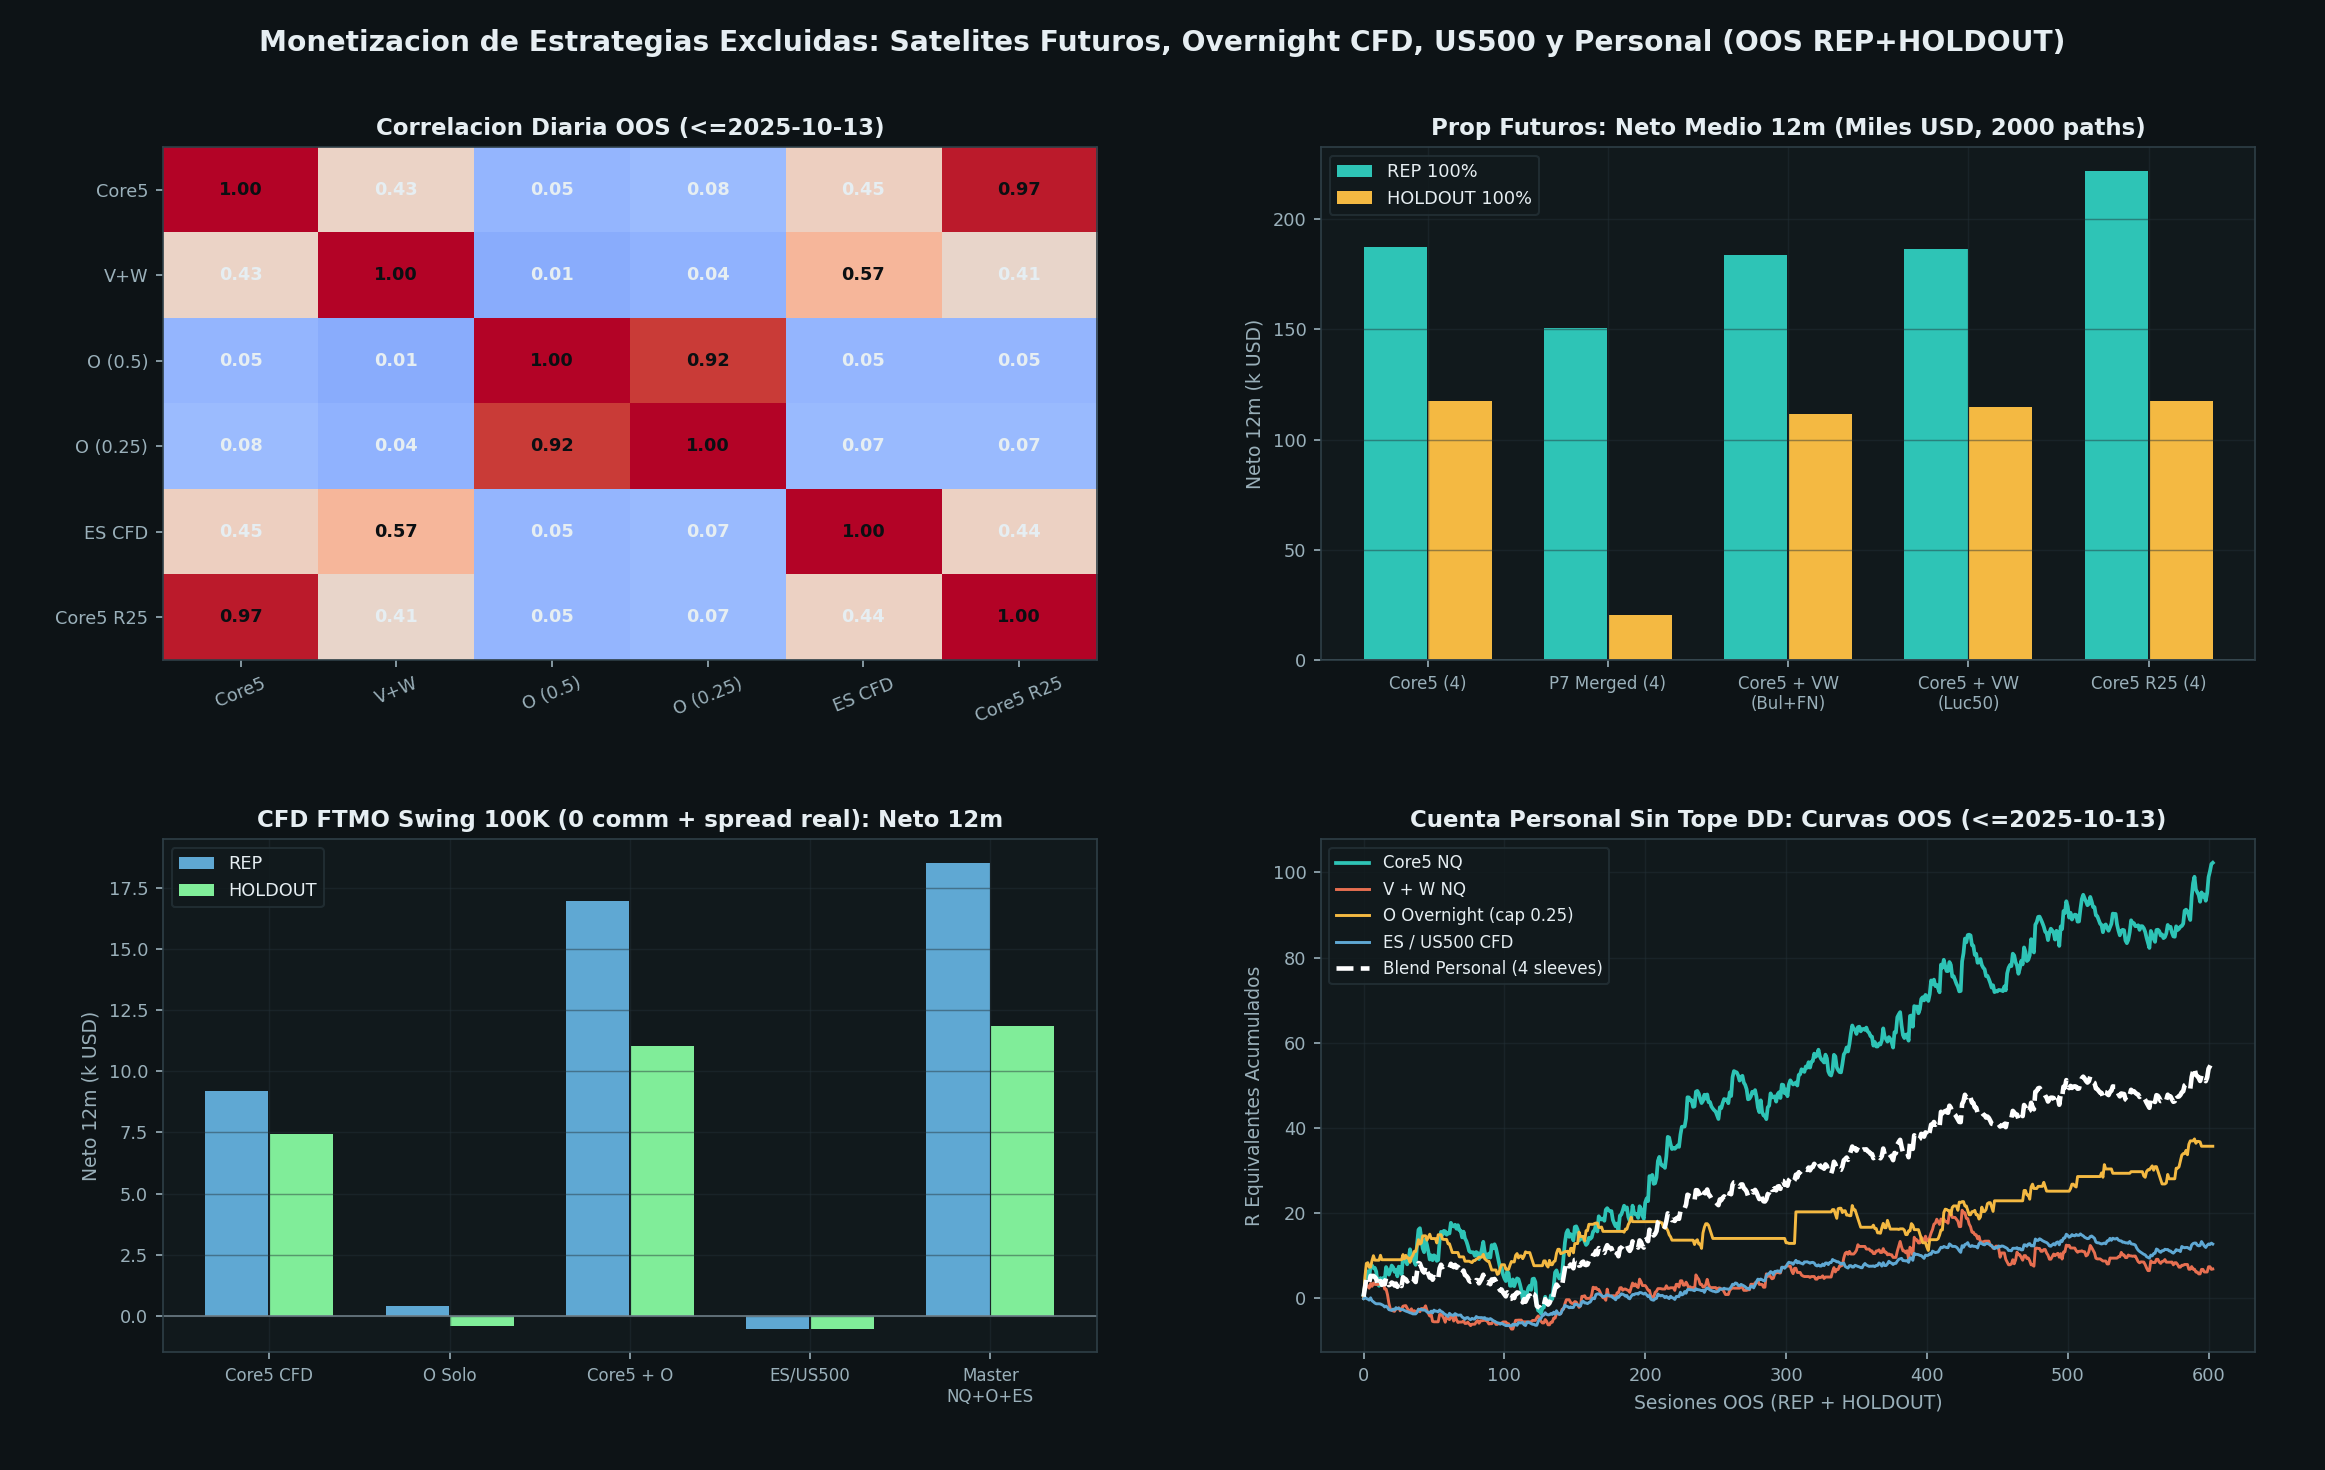 Monetizacion de Estrategias Excluidas: Satelites Futuros, Overnight CFD, US500 y Personal (OOS REP+HOLDOUT)
Correlacion Diaria OOS (<=2025-10-13)
Core5 1.00 0.43 0.05 0.08 0.45 0.97
V+W 0.43 1.00 0.01 0.04 0.57 0.41
O (0.5) 0.05 0.01 1.00 0.92 0.05 0.05
O (0.25) 0.08 0.04 0.92 1.00 0.07 0.07
ES CFD 0.45 0.57 0.05 0.07 1.00 0.44
Core5 R25 0.97 0.41 0.05 0.07 0.44 1.00
Core5 V+W O (0.5) O (0.25) ES CFD Core5 R25
Prop Futuros: Neto Medio 12m (Miles USD, 2000 paths)
REP 100%
HOLDOUT 100%
Neto 12m (k USD)
200
150
100
50
0
Core5 (4) P7 Merged (4) Core5 + VW Core5 + VW Core5 R25 (4)
(Bul+FN) (Luc50)
CFD FTMO Swing 100K (0 comm + spread real): Neto 12m
REP
HOLDOUT
Neto 12m (k USD)
17.5
15.0
12.5
10.0
7.5
5.0
2.5
0.0
Core5 CFD O Solo Core5 + O ES/US500 Master
NQ+O+ES
Cuenta Personal Sin Tope DD: Curvas OOS (<=2025-10-13)
Core5 NQ
V + W NQ
O Overnight (cap 0.25)
ES / US500 CFD
Blend Personal (4 sleeves)
R Equivalentes Acumulados
100
80
60
40
20
0
0 100 200 300 400 500 600
Sesiones OOS (REP + HOLDOUT)